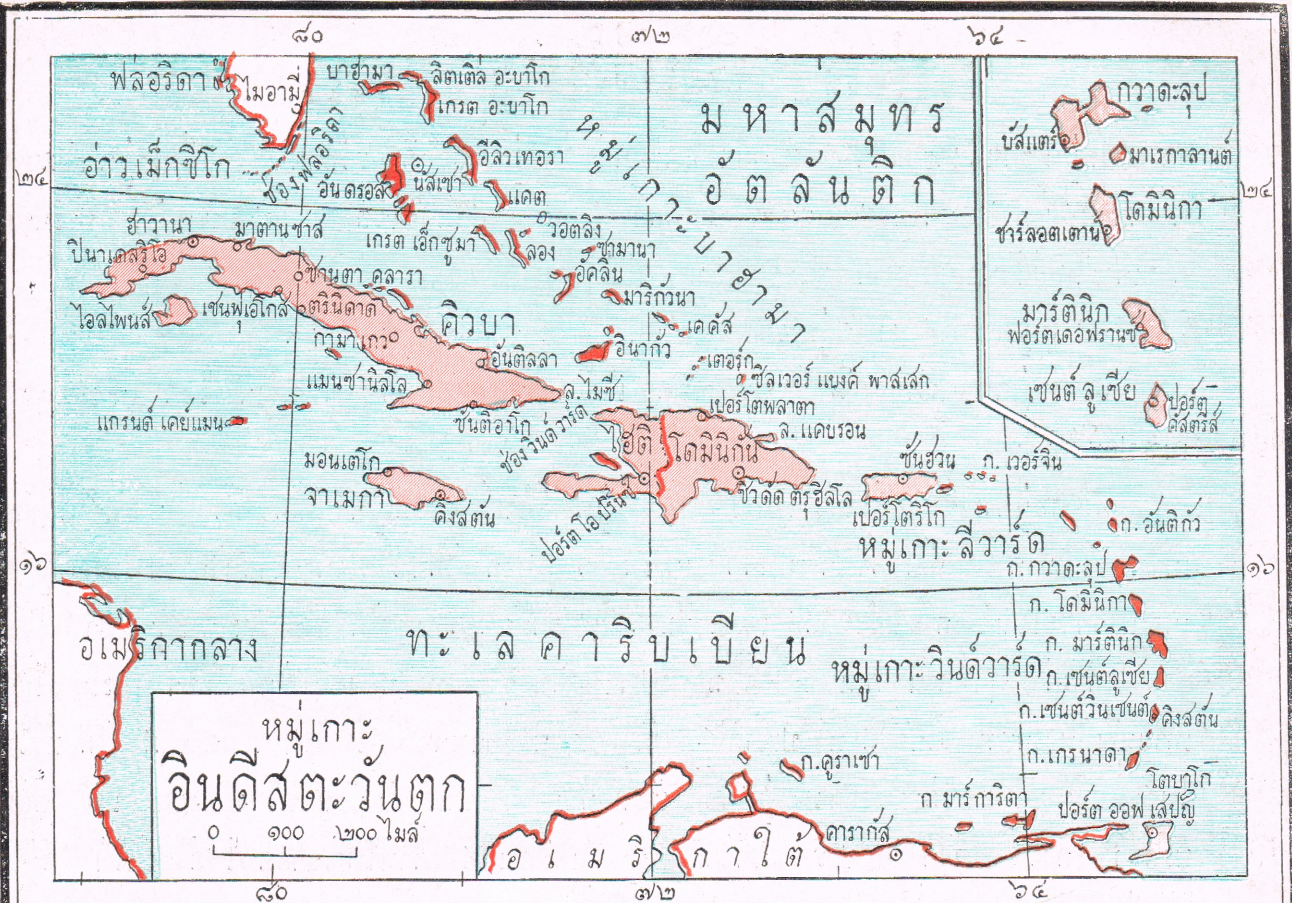 ๘๐ ๗๒ ๖๔
ฟลอริดา
ไมอามี
บาฮามา
ลิตเติล อะบาโก
เกรต อะบาโก
มหาสมุทร
อัตลันติก
หมู่เกาะบาฮามา
อ่าวเม็กซิโก
ช่องฟลอริดา
อันดรอส
นัสเซา
อีลิวเทอรา
แคต
๒๔
๒๔
วอตลิง
ซามานา
ลอง
เกรต เอ็กซูมา
อัคลิน
มาริกัวนา
เคคัส
อินากัว
เตอร์ก
ซิลเวอร์ แบงค์ พาสเสก
ฮาวานา
มาตานซาส
ปินาเดลริโอ
ซานตา คลารา
ไอลไพนส์
เซนฟุเอโกส
ตรินิดาด
คิวบา
กามาเกว
อันติลลา
แมนซานิลโล
ล. ไมซี
ซันติอาโก
ช่องวินด์วาร์ด
แกรนด์ เคย์แมน
เปอร์โตพลาตา
ล. แคบรอน
ไฮติ
โดมินิกัน
ซิวดัด ตรุฮิลโล
ปอร์ต โอ ปรินซ์
มอนเตโก
จาเมกา
คิงสตัน
ซันฮวน
ก. เวอร์จิน
เปอร์โตริโก
หมู่เกาะ ลีวาร์ด
ก. อันติกัว
ก. กวาดะลุป
๑๖
๑๖
ก. โดมินิกา
ก. มาร์ตินิก
ก. เซนต์ลูเซีย
ก. เซนต์วินเซนต์
คิงสตัน
ก. เกรนาดา
หมู่เกาะ วินด์วาร์ด
อเมริกากลาง
ทะเลคาริบเบียน
ก. คูราเซา
ก มาร์การิตา
โตบาโก
ปอร์ต ออฟ เสปญ
คารากัส
อเมริกาใต้
กวาดะลุป
บัสแตร์
มาเรกาลานต์
โดมินิกา
ชาร์ลอตเตาน
มาร์ตินิก
ฟอร์ตเดอฟรานซ์
เซนต์ ลูเซีย
ปอร์ต
คัสตรีส์
หมู่เกาะ
อินดีสตะวันตก
๐ ๑๐๐ ๒๐๐ ไมล์
๘๐ ๗๒ ๖๔